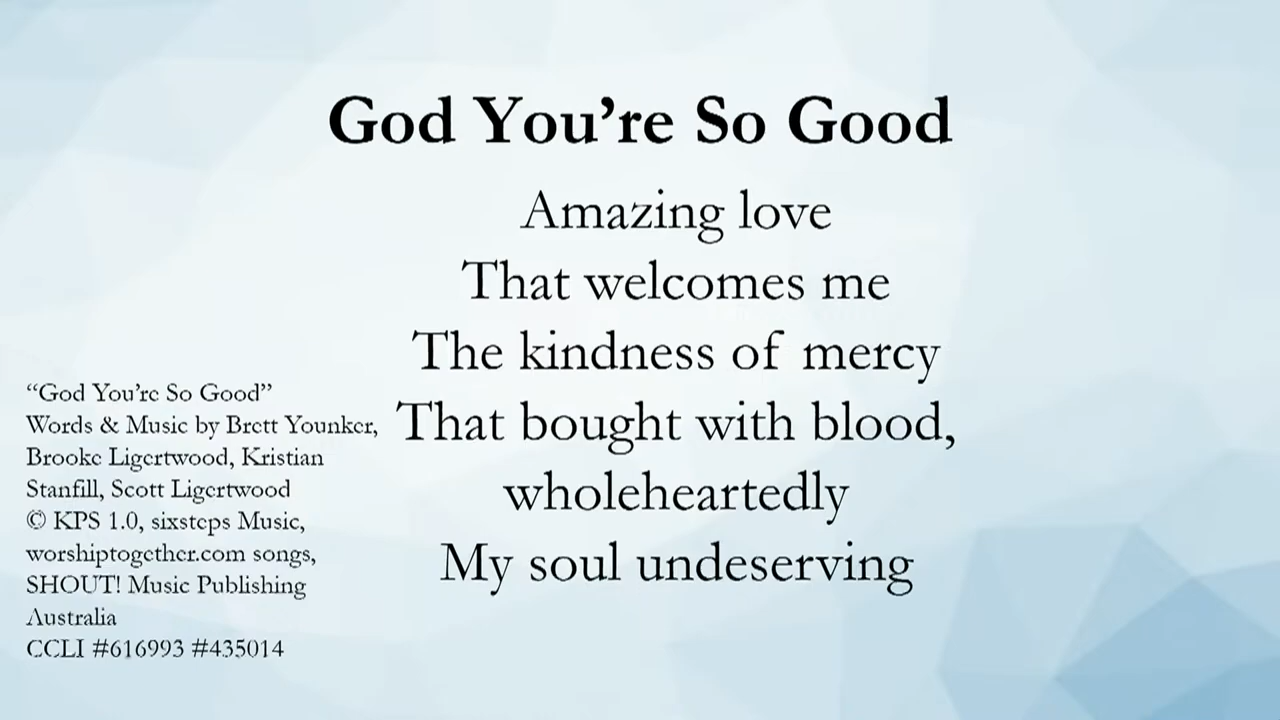 God You’re So Good
Amazing love
That welcomes me
The kindness of mercy
That bought with blood,
wholeheartedly
My soul undeserving
“God You’re So Good”
Words & Music by Brett Younker,
Brooke Ligertwood, Kristian
Stanfill, Scott Ligertwood
© KPS 1.0, sixsteps Music,
worshiptogether.com songs,
SHOUT! Music Publishing
Australia
CCLI #616993 #435014